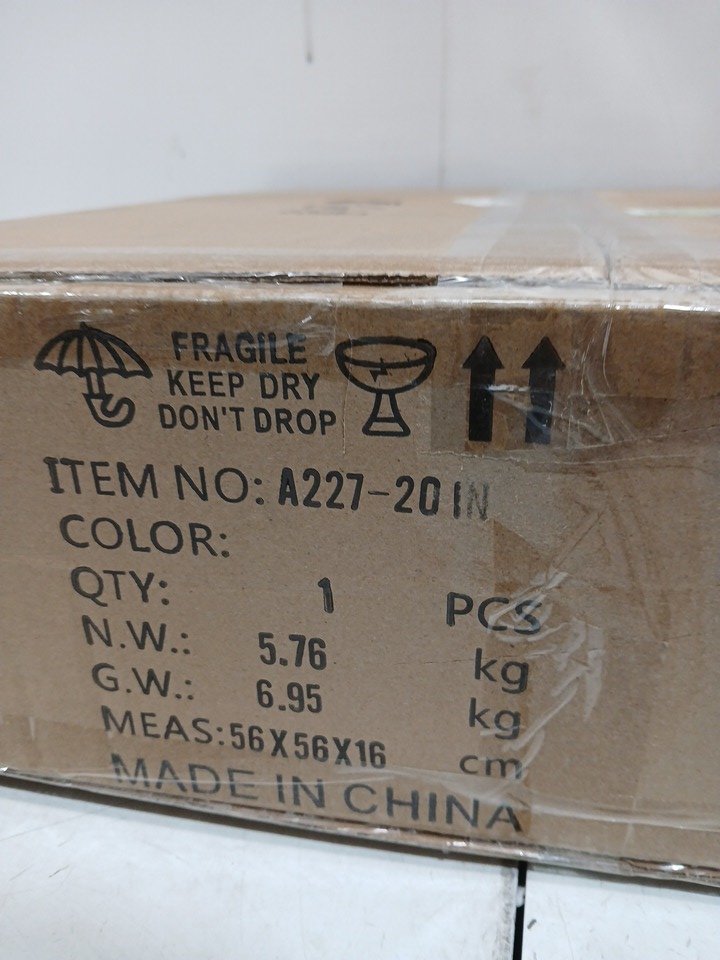 FRAGILE
KEEP DRY
DON'T DROP
ITEM NO: A227-20IN
COLOR:
QTY: 1 PCS
N.W.: 5.76 kg
G.W.: 6.95 kg
MEAS: 56X56X16 cm
MADE IN CHINA